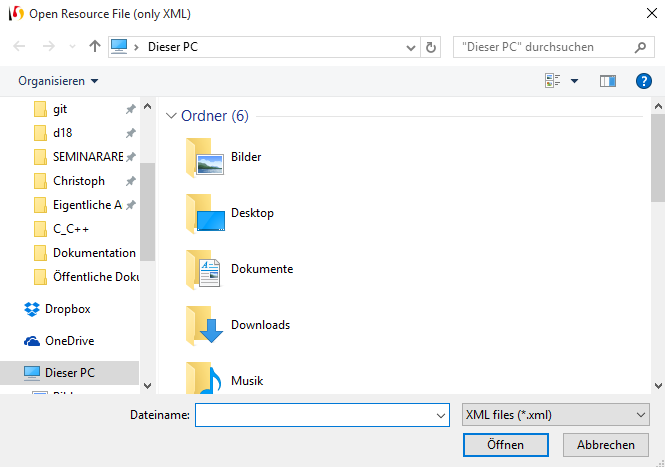 Open Resource File (only XML)
Dieser PC
"Dieser PC" durchsuchen
Organisieren
git
d18
SEMINARARE
Christoph
Eigentliche A
C_C++
Dokumentation
Öffentliche Doku
Dropbox
OneDrive
Dieser PC
Ordner (6)
Bilder
Desktop
Dokumente
Downloads
Musik
Dateiname:
XML files (*.xml)
Öffnen
Abbrechen